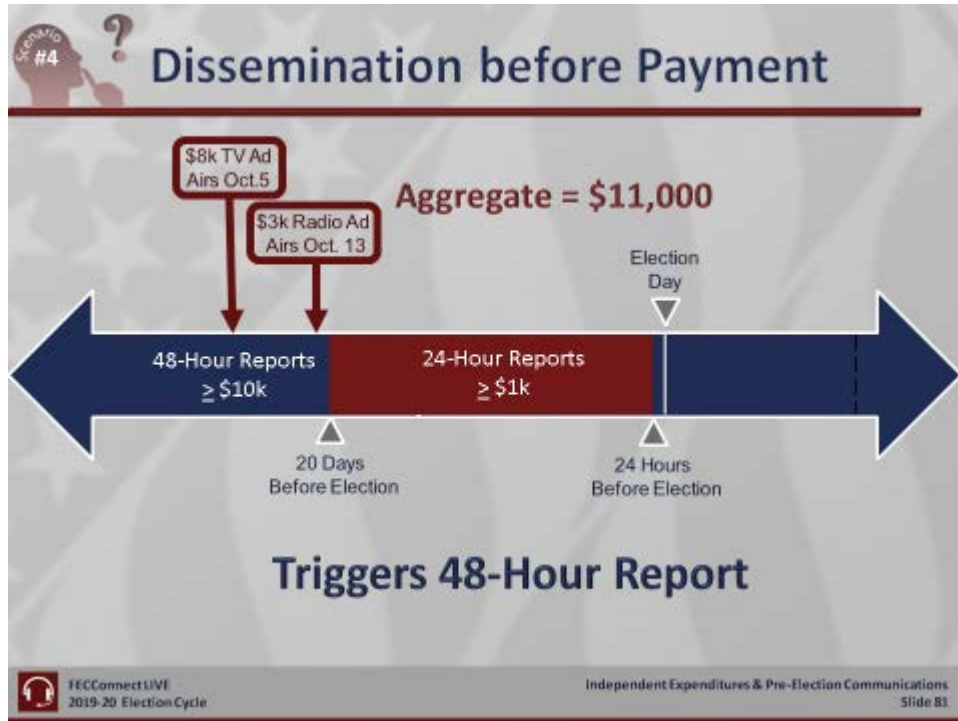 Scenario
#4
?
Dissemination before Payment
$8k TV Ad
Airs Oct.5
$3k Radio Ad
Airs Oct. 13
Aggregate = $11,000
Election
Day
48-Hour Reports
≥ $10k
24-Hour Reports
≥ $1k
20 Days
Before Election
24 Hours
Before Election
Triggers 48-Hour Report
FECConnect LIVE
2019-20 Election Cycle
Independent Expenditures & Pre-Election Communications
Slide 81